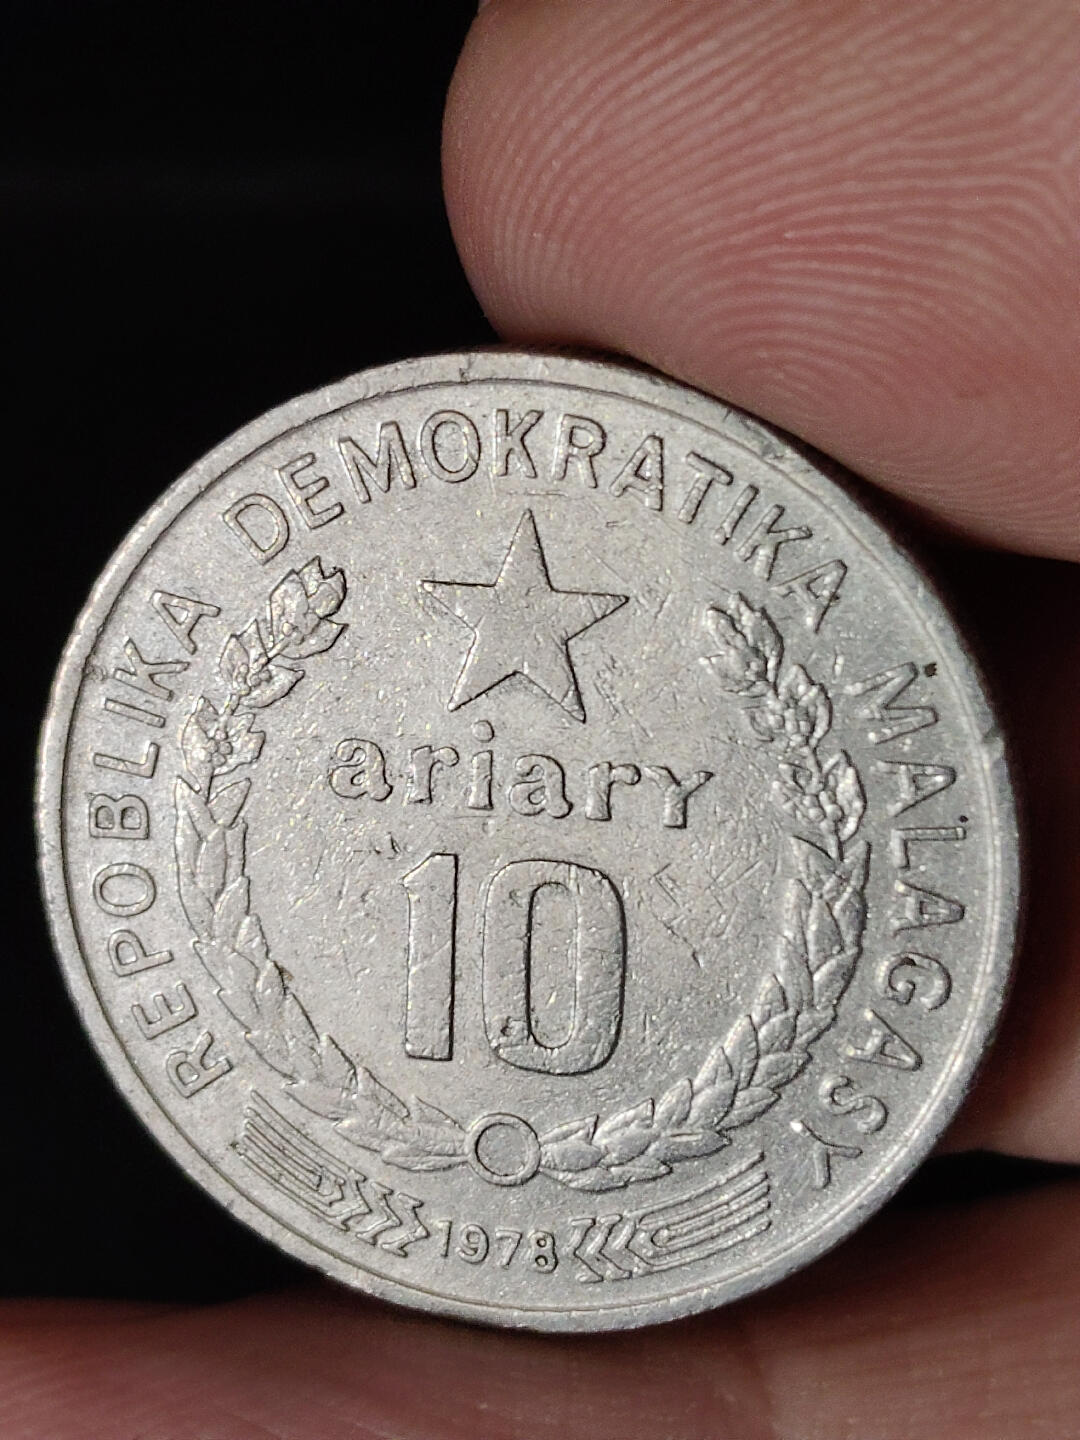 REPOBLIKA DEMOKRATIKA MALAGASY
ariary
10
1978